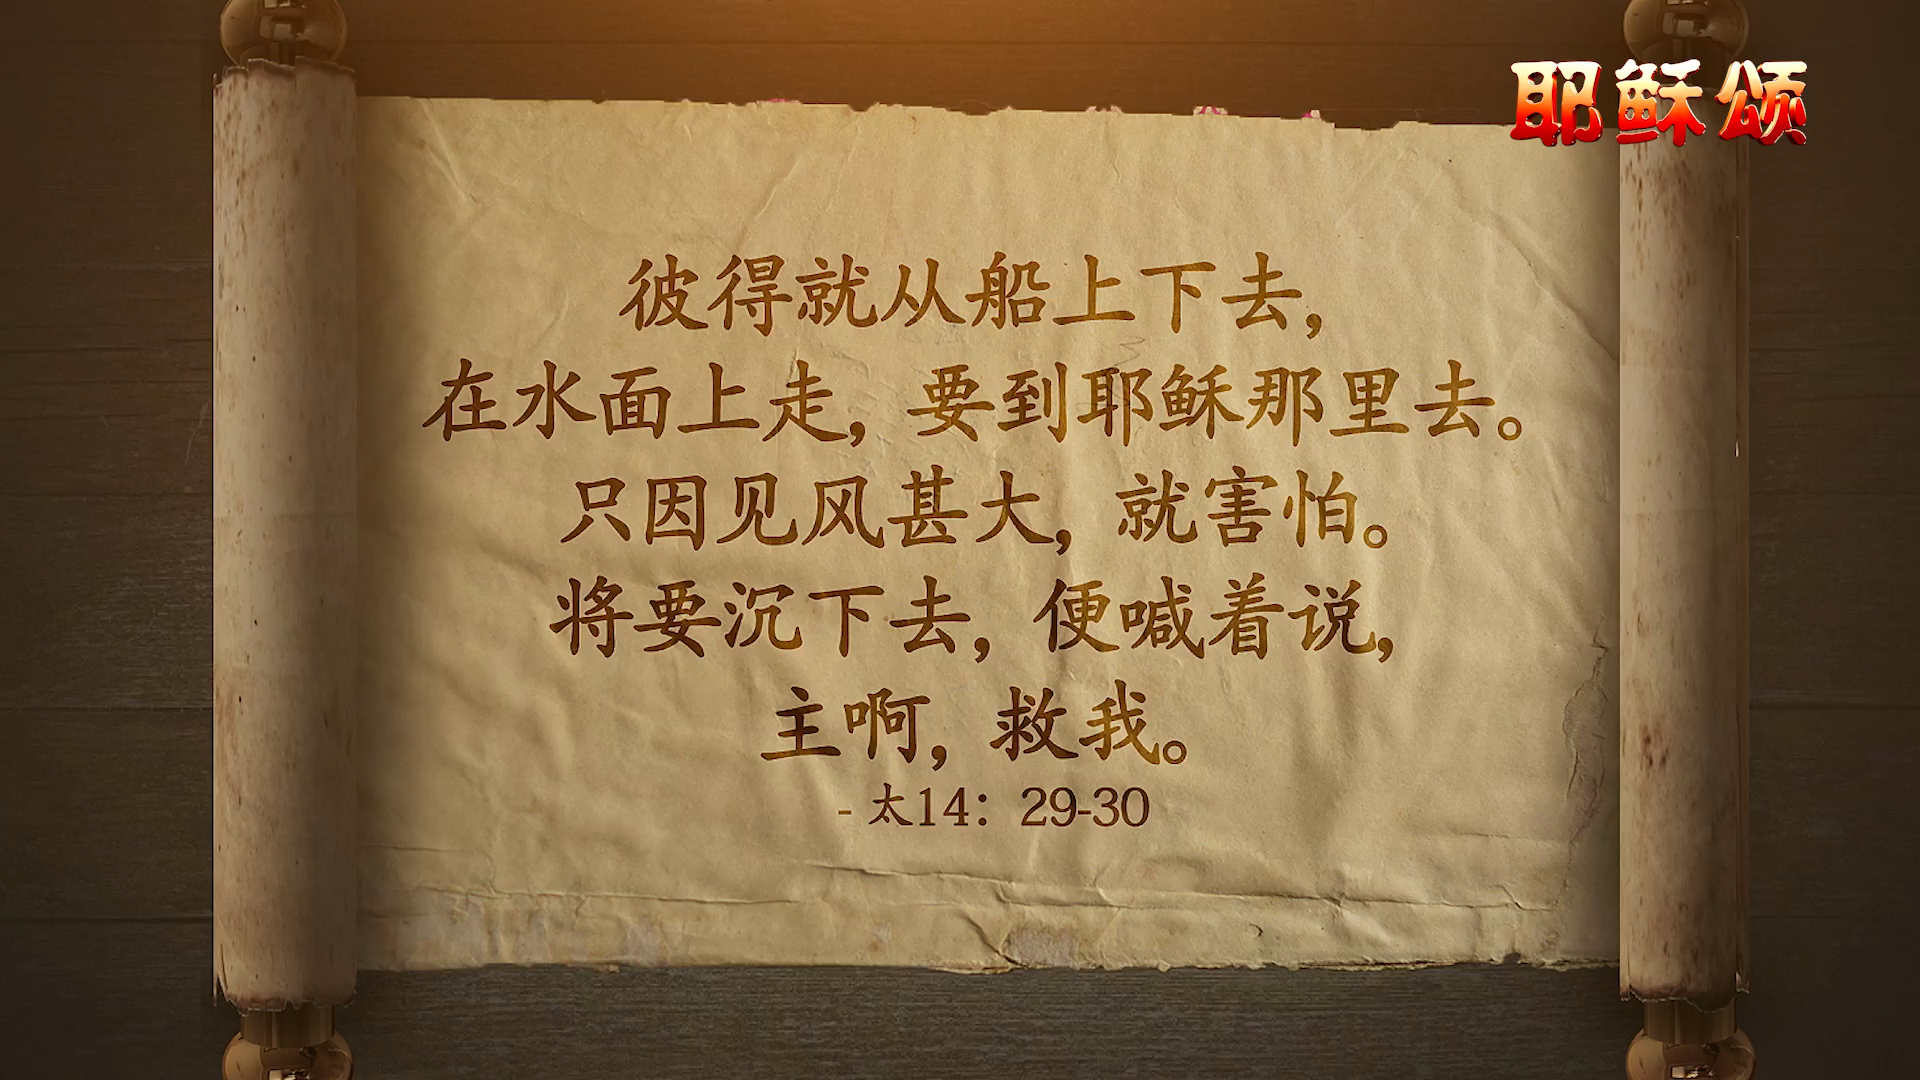 耶稣颂
彼得就从船上下去,
在水面上走, 要到耶稣那里去。
只因见风甚大, 就害怕。
将要沉下去, 便喊着说,
主啊, 救我。
- 太14：29-30